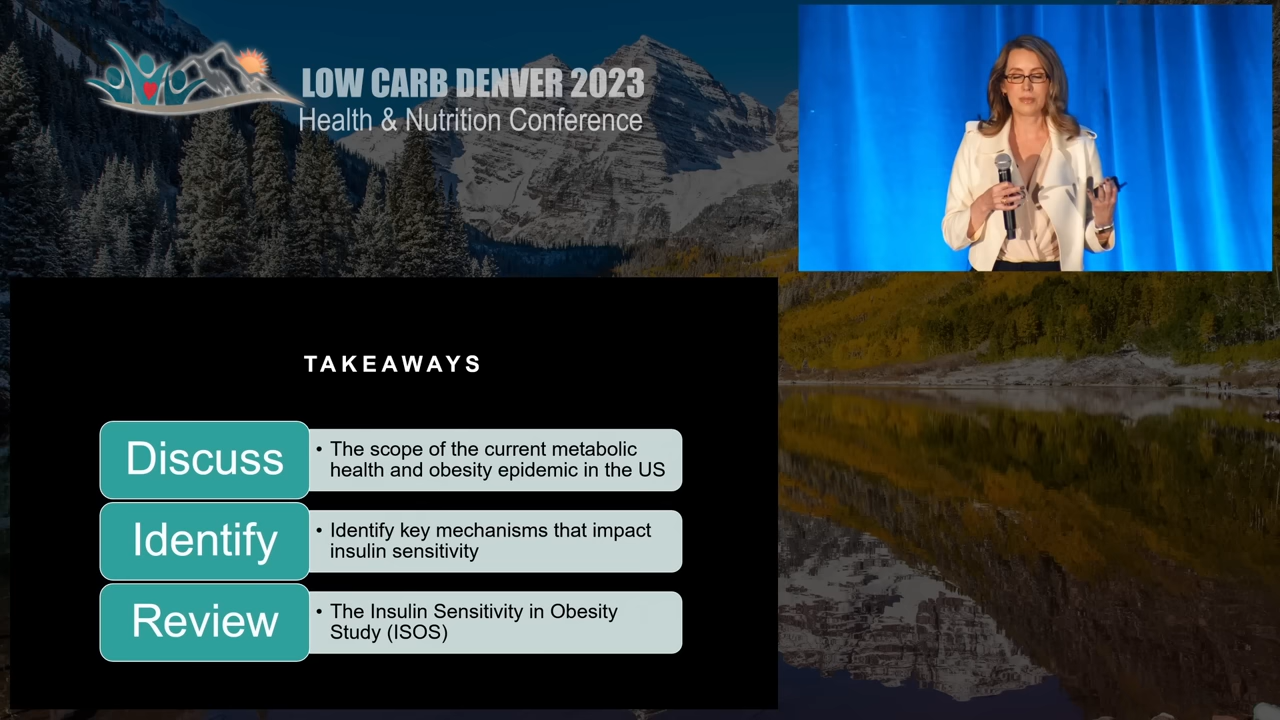 LOW CARB DENVER 2023
Health & Nutrition Conference
TAKEAWAYS
Discuss
• The scope of the current metabolic
health and obesity epidemic in the US
Identify
• Identify key mechanisms that impact
insulin sensitivity
Review
• The Insulin Sensitivity in Obesity
Study (ISOS)